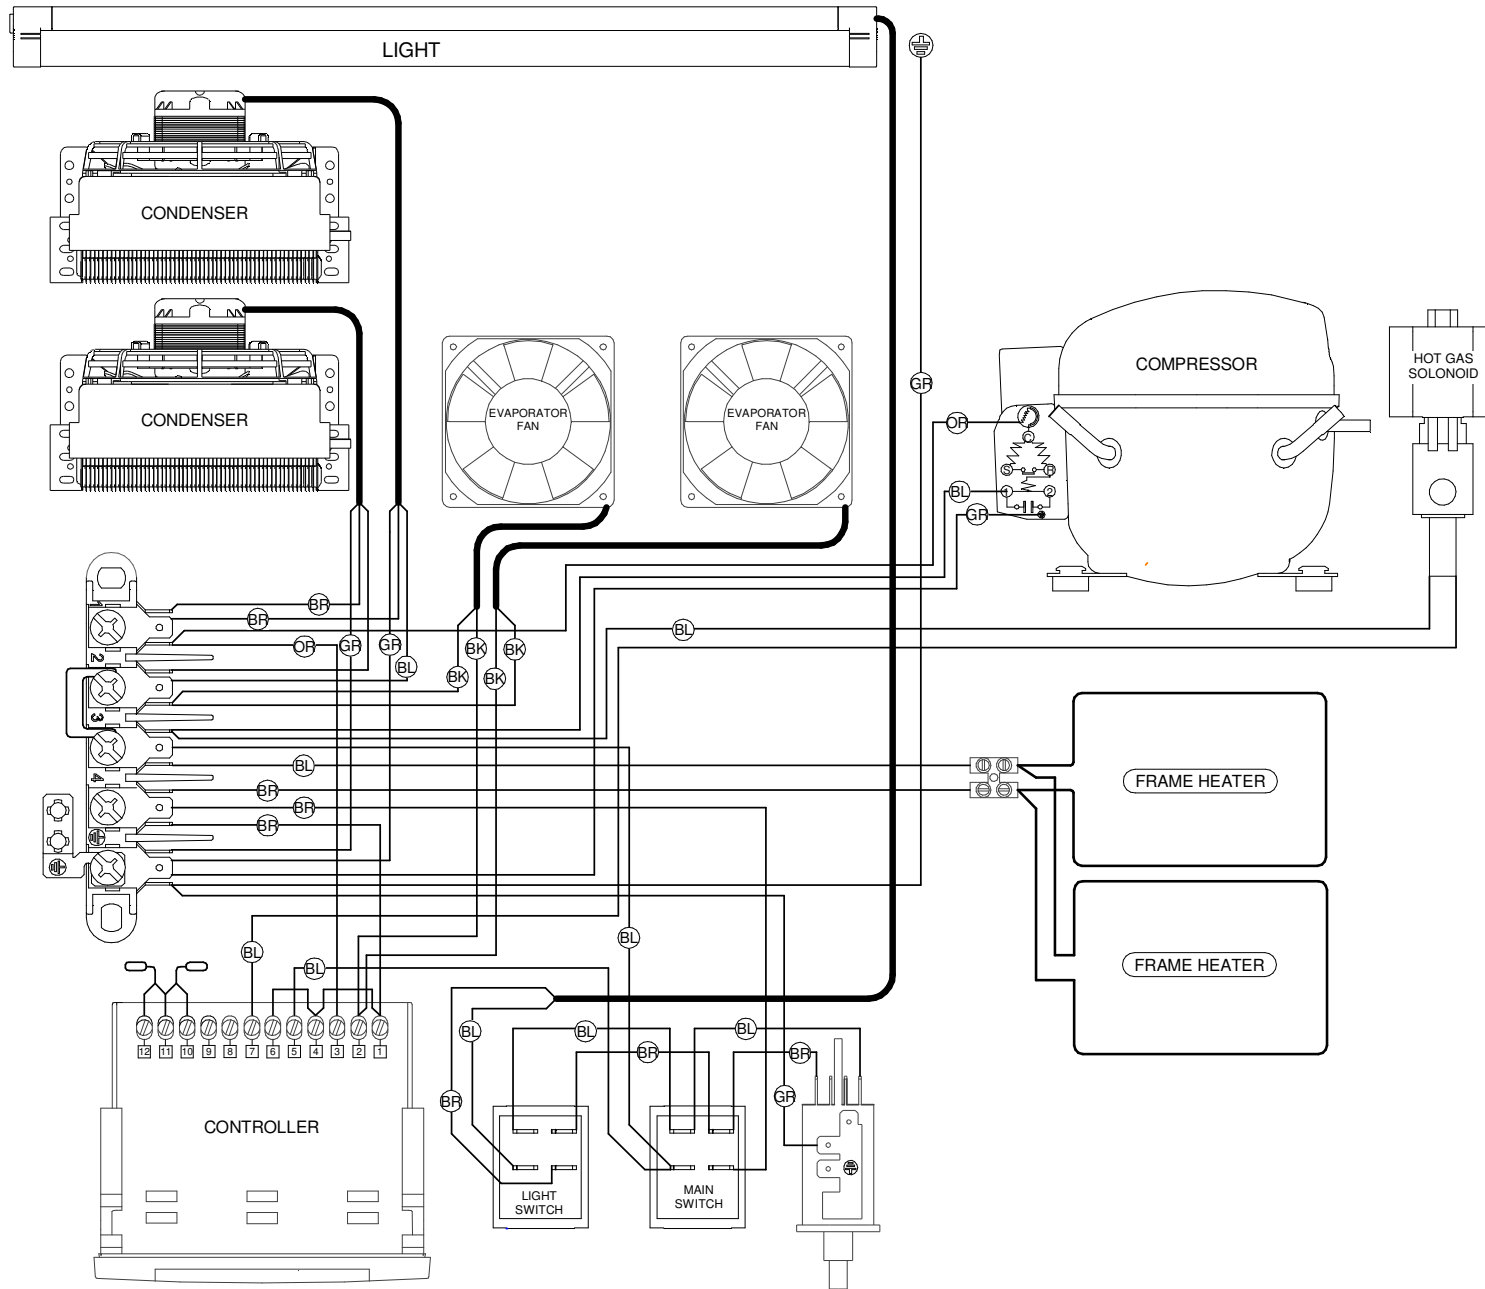 LIGHT
CONDENSER
CONDENSER
EVAPORATOR
FAN
EVAPORATOR
FAN
COMPRESSOR
HOT GAS
SOLONOID
GR
OR
C
S
R
BL
1
2
GR
BR
BR
GR
GR
OR
BL
BK
BK
BK
BK
BL
1
2
3
4
BL
BR
BR
BR
FRAME HEATER
FRAME HEATER
BL
BL
BL
12
11
10
9
8
7
6
5
4
3
2
1
BL
BL
BL
BR
BR
BR
GR
CONTROLLER
LIGHT
SWITCH
MAIN
SWITCH